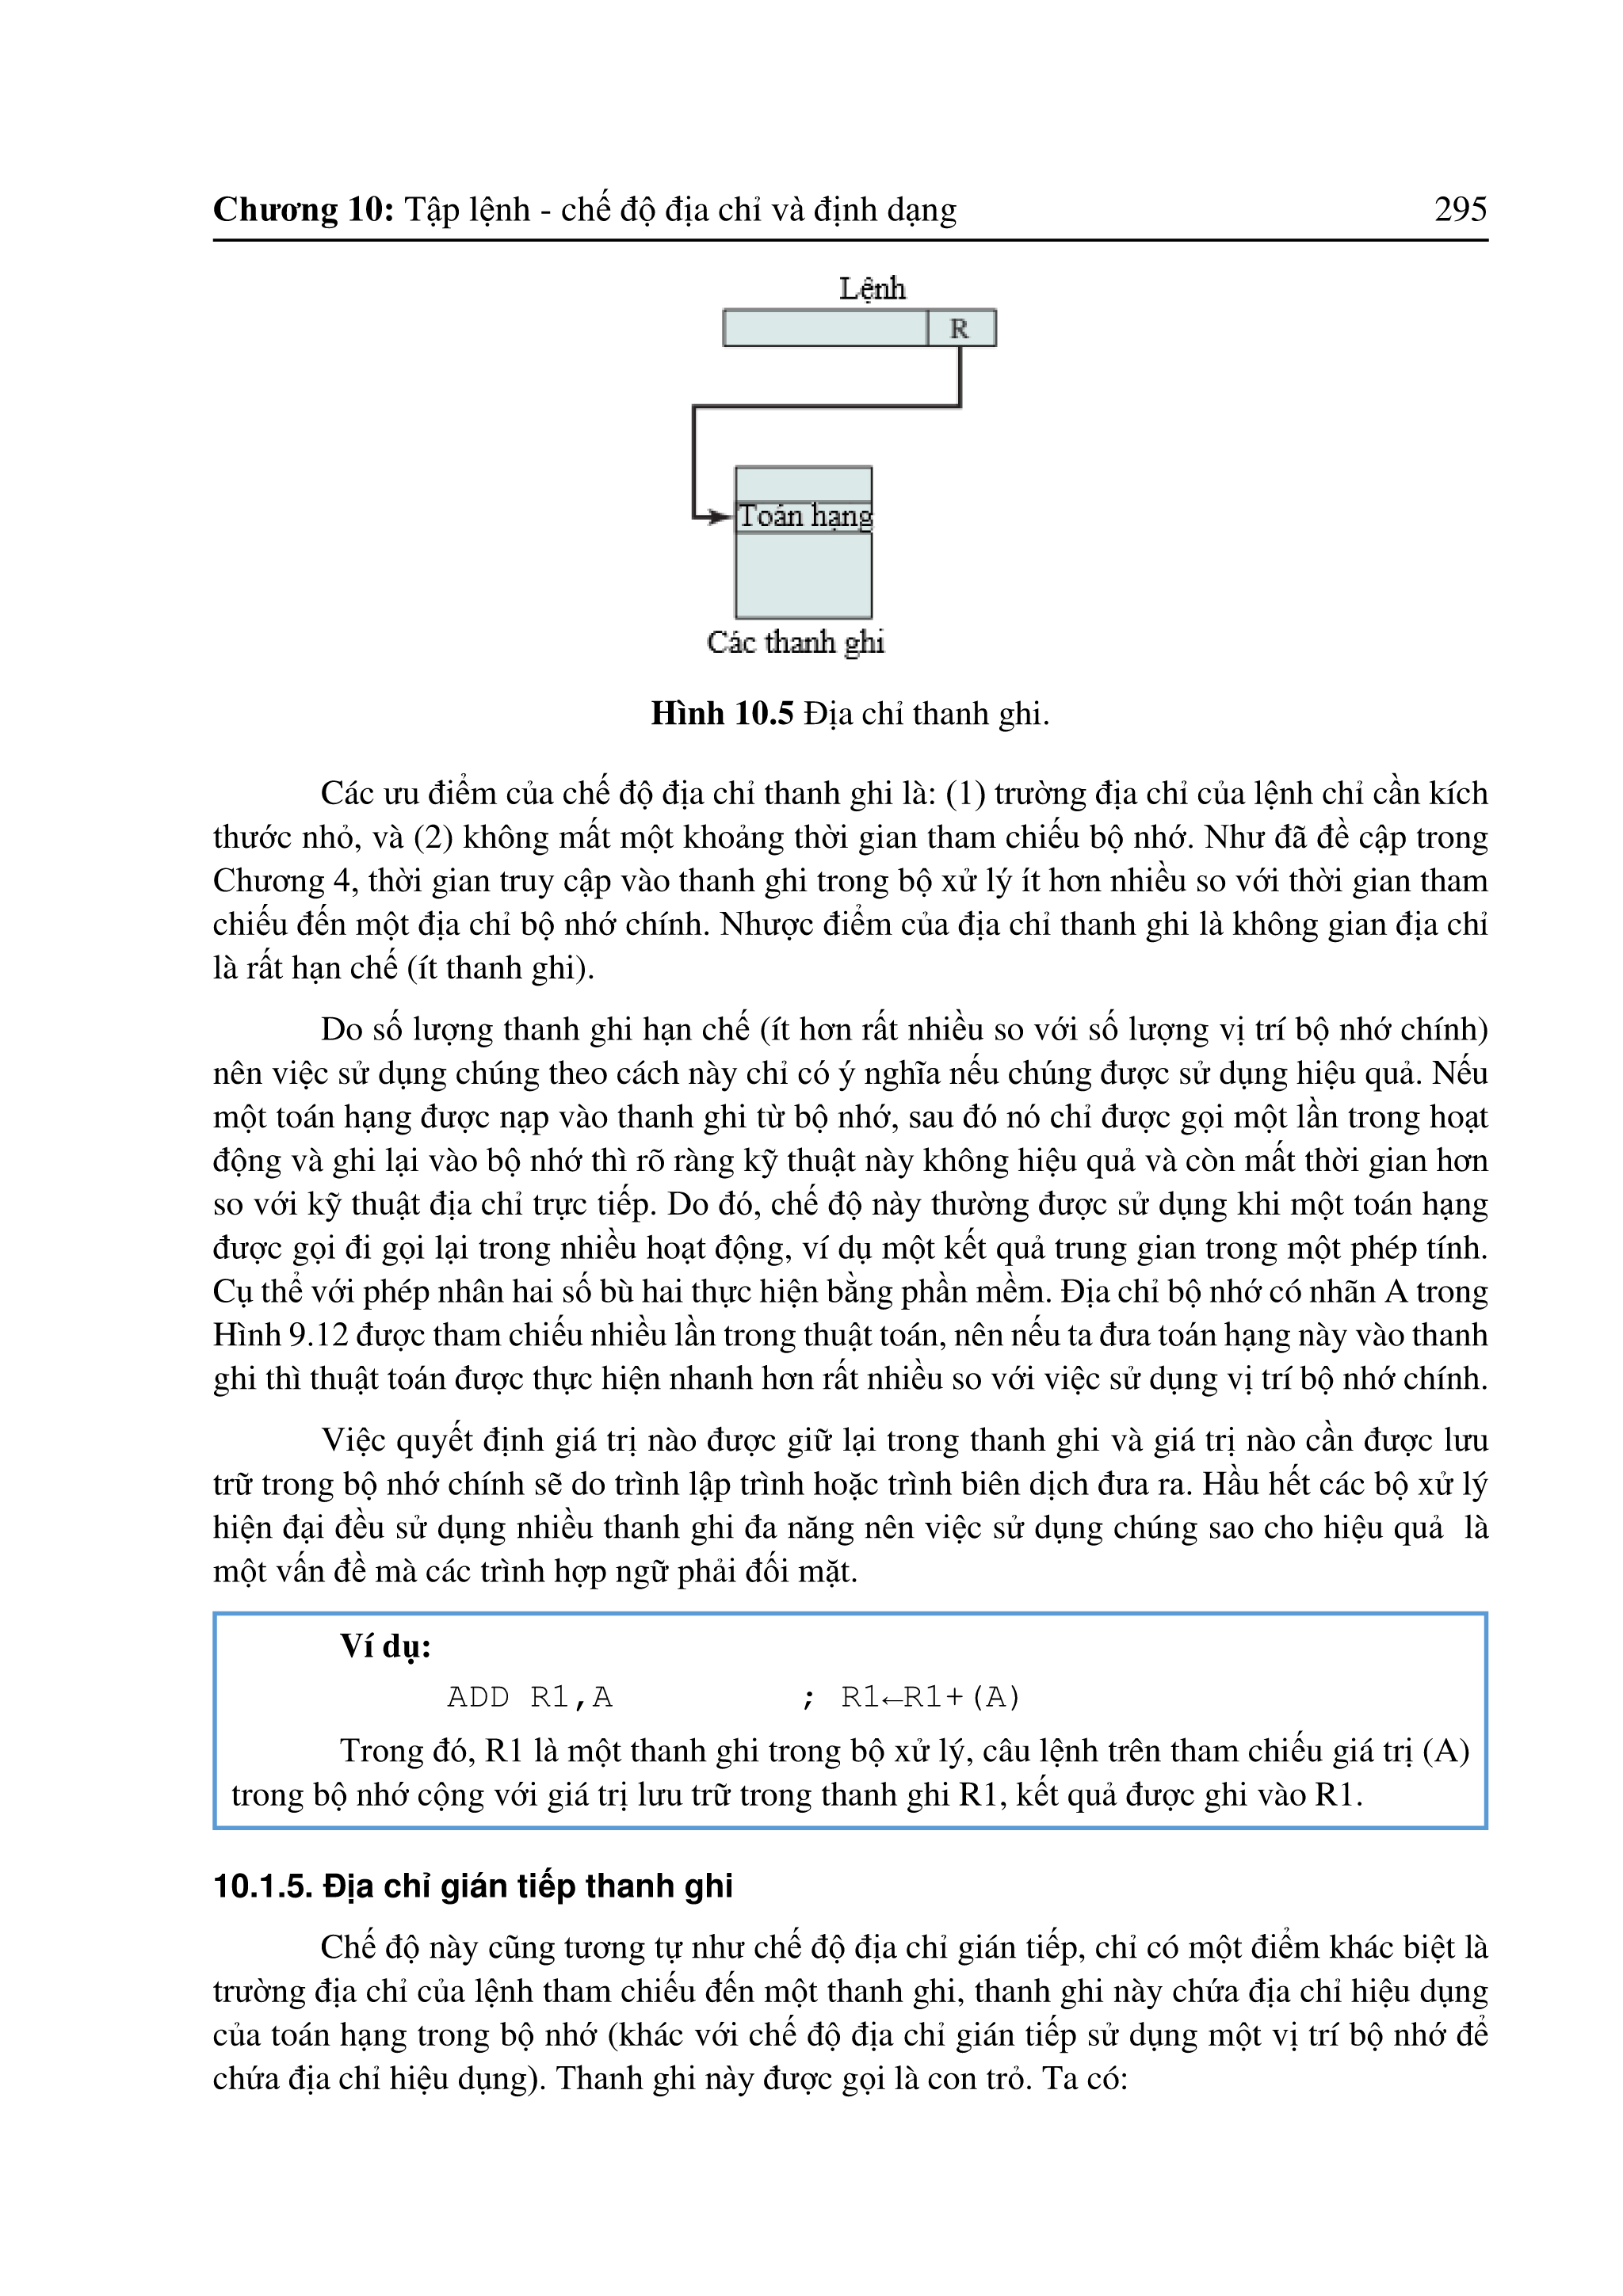 Chương 10: Tập lệnh - chế độ địa chỉ và định dạng 295
Lệnh
R
Toán hạng
Các thanh ghi
Hình 10.5 Địa chỉ thanh ghi.
Các ưu điểm của chế độ địa chỉ thanh ghi là: (1) trường địa chỉ của lệnh chỉ cần kích
thước nhỏ, và (2) không mất một khoảng thời gian tham chiếu bộ nhớ. Như đã đề cập trong
Chương 4, thời gian truy cập vào thanh ghi trong bộ xử lý ít hơn nhiều so với thời gian tham
chiếu đến một địa chỉ bộ nhớ chính. Nhược điểm của địa chỉ thanh ghi là không gian địa chỉ
là rất hạn chế (ít thanh ghi).
Do số lượng thanh ghi hạn chế (ít hơn rất nhiều so với số lượng vị trí bộ nhớ chính)
nên việc sử dụng chúng theo cách này chỉ có ý nghĩa nếu chúng được sử dụng hiệu quả. Nếu
một toán hạng được nạp vào thanh ghi từ bộ nhớ, sau đó nó chỉ được gọi một lần trong hoạt
động và ghi lại vào bộ nhớ thì rõ ràng kỹ thuật này không hiệu quả và còn mất thời gian hơn
so với kỹ thuật địa chỉ trực tiếp. Do đó, chế độ này thường được sử dụng khi một toán hạng
được gọi đi gọi lại trong nhiều hoạt động, ví dụ một kết quả trung gian trong một phép tính.
Cụ thể với phép nhân hai số bù hai thực hiện bằng phần mềm. Địa chỉ bộ nhớ có nhãn A trong
Hình 9.12 được tham chiếu nhiều lần trong thuật toán, nên nếu ta đưa toán hạng này vào thanh
ghi thì thuật toán được thực hiện nhanh hơn rất nhiều so với việc sử dụng vị trí bộ nhớ chính.
Việc quyết định giá trị nào được giữ lại trong thanh ghi và giá trị nào cần được lưu
trữ trong bộ nhớ chính sẽ do trình lập trình hoặc trình biên dịch đưa ra. Hầu hết các bộ xử lý
hiện đại đều sử dụng nhiều thanh ghi đa năng nên việc sử dụng chúng sao cho hiệu quả là
một vấn đề mà các trình hợp ngữ phải đối mặt.
Ví dụ:
ADD R1,A ; R1←R1+(A)
Trong đó, R1 là một thanh ghi trong bộ xử lý, câu lệnh trên tham chiếu giá trị (A)
trong bộ nhớ cộng với giá trị lưu trữ trong thanh ghi R1, kết quả được ghi vào R1.
10.1.5. Địa chỉ gián tiếp thanh ghi
Chế độ này cũng tương tự như chế độ địa chỉ gián tiếp, chỉ có một điểm khác biệt là
trường địa chỉ của lệnh tham chiếu đến một thanh ghi, thanh ghi này chứa địa chỉ hiệu dụng
của toán hạng trong bộ nhớ (khác với chế độ địa chỉ gián tiếp sử dụng một vị trí bộ nhớ để
chứa địa chỉ hiệu dụng). Thanh ghi này được gọi là con trỏ. Ta có: